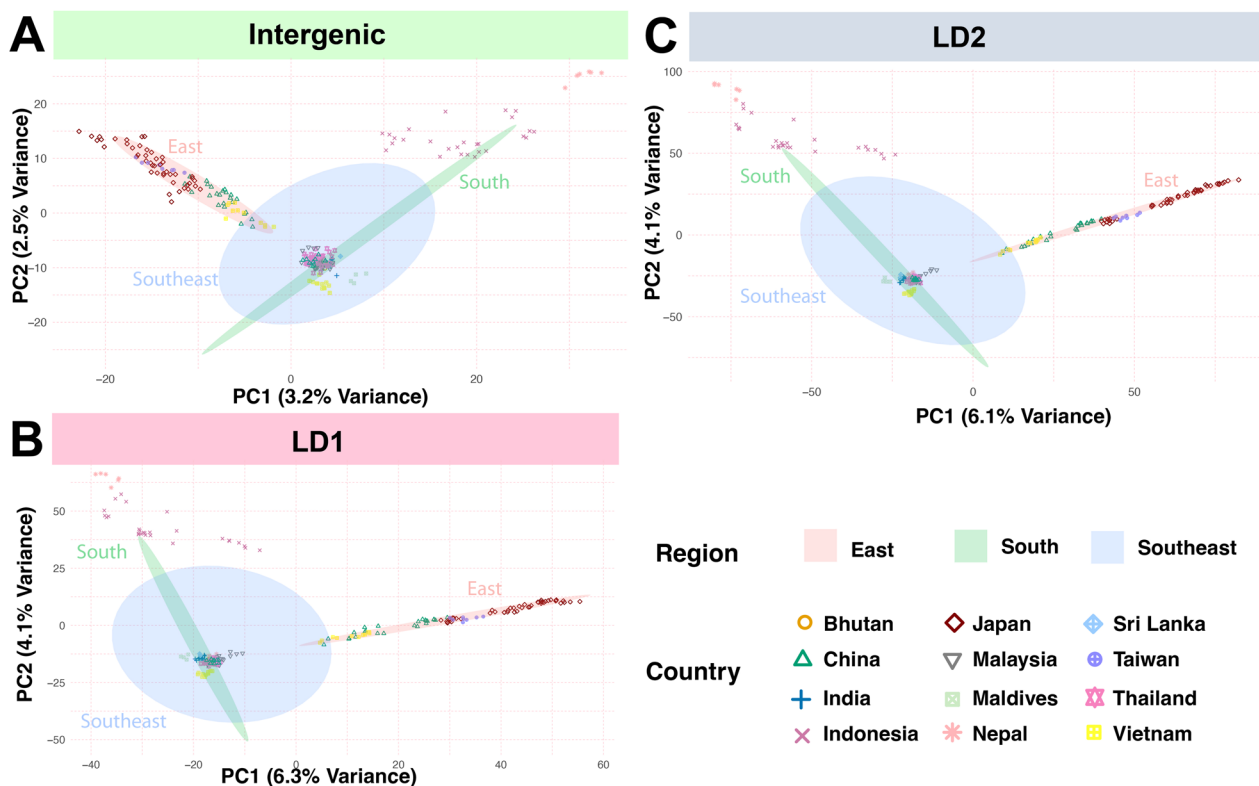 A
Intergenic
PC2 (2.5% Variance)
20
10
0
−10
−20
East
South
Southeast
−20
0
20
PC1 (3.2% Variance)
C
LD2
PC2 (4.1% Variance)
100
50
0
−50
South
East
Southeast
−50
0
50
PC1 (6.1% Variance)
B
LD1
PC2 (4.1% Variance)
50
25
0
−25
−50
South
East
Southeast
−40
−20
0
20
40
60
PC1 (6.3% Variance)
Region
East
South
Southeast
Country
Bhutan
Japan
Sri Lanka
China
Malaysia
Taiwan
India
Maldives
Thailand
Indonesia
Nepal
Vietnam